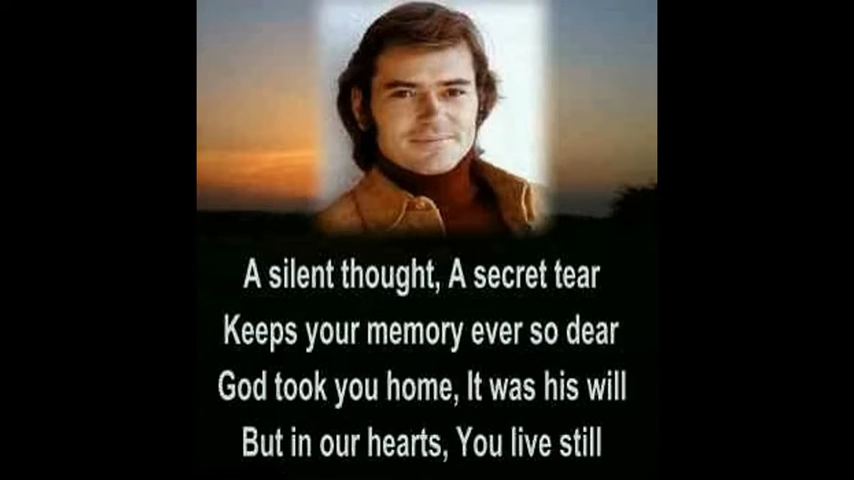 A silent thought, A secret tear
Keeps your memory ever so dear
God took you home, It was his will
But in our hearts, You live still